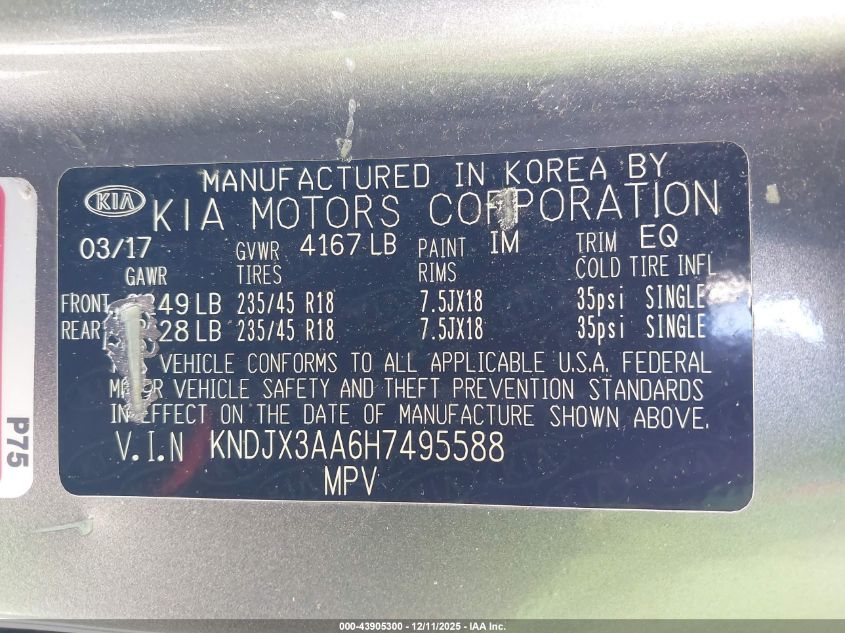 MANUFACTURED IN KOREA BY
KIA KIA MOTORS CORPORATION
03/17 GVWR 4167 LB PAINT IM TRIM EQ
GAWR TIRES RIMS COLD TIRE INFL
FRONT LB 235/45 R18 7.5JX18 35psi SINGLE
REAR LB 235/45 R18 7.5JX18 35psi SINGLE
VEHICLE CONFORMS TO ALL APPLICABLE U.S.A. FEDERAL
MOTOR VEHICLE SAFETY AND THEFT PREVENTION STANDARDS
IN EFFECT ON THE DATE OF MANUFACTURE SHOWN ABOVE.
V.I.N KNDJX3AA6H7495588
MPV
P75
000-43905300 - 12/11/2025 - IAA Inc.